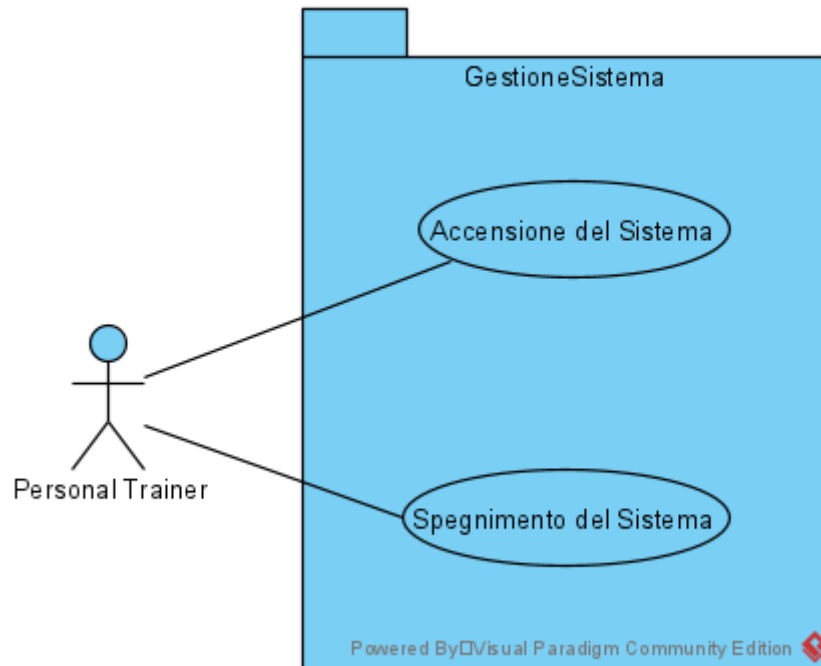 GestioneSistema
Accensione del Sistema
Personal Trainer
Spegnimento del Sistema
Powered By□Visual Paradigm Community Edition